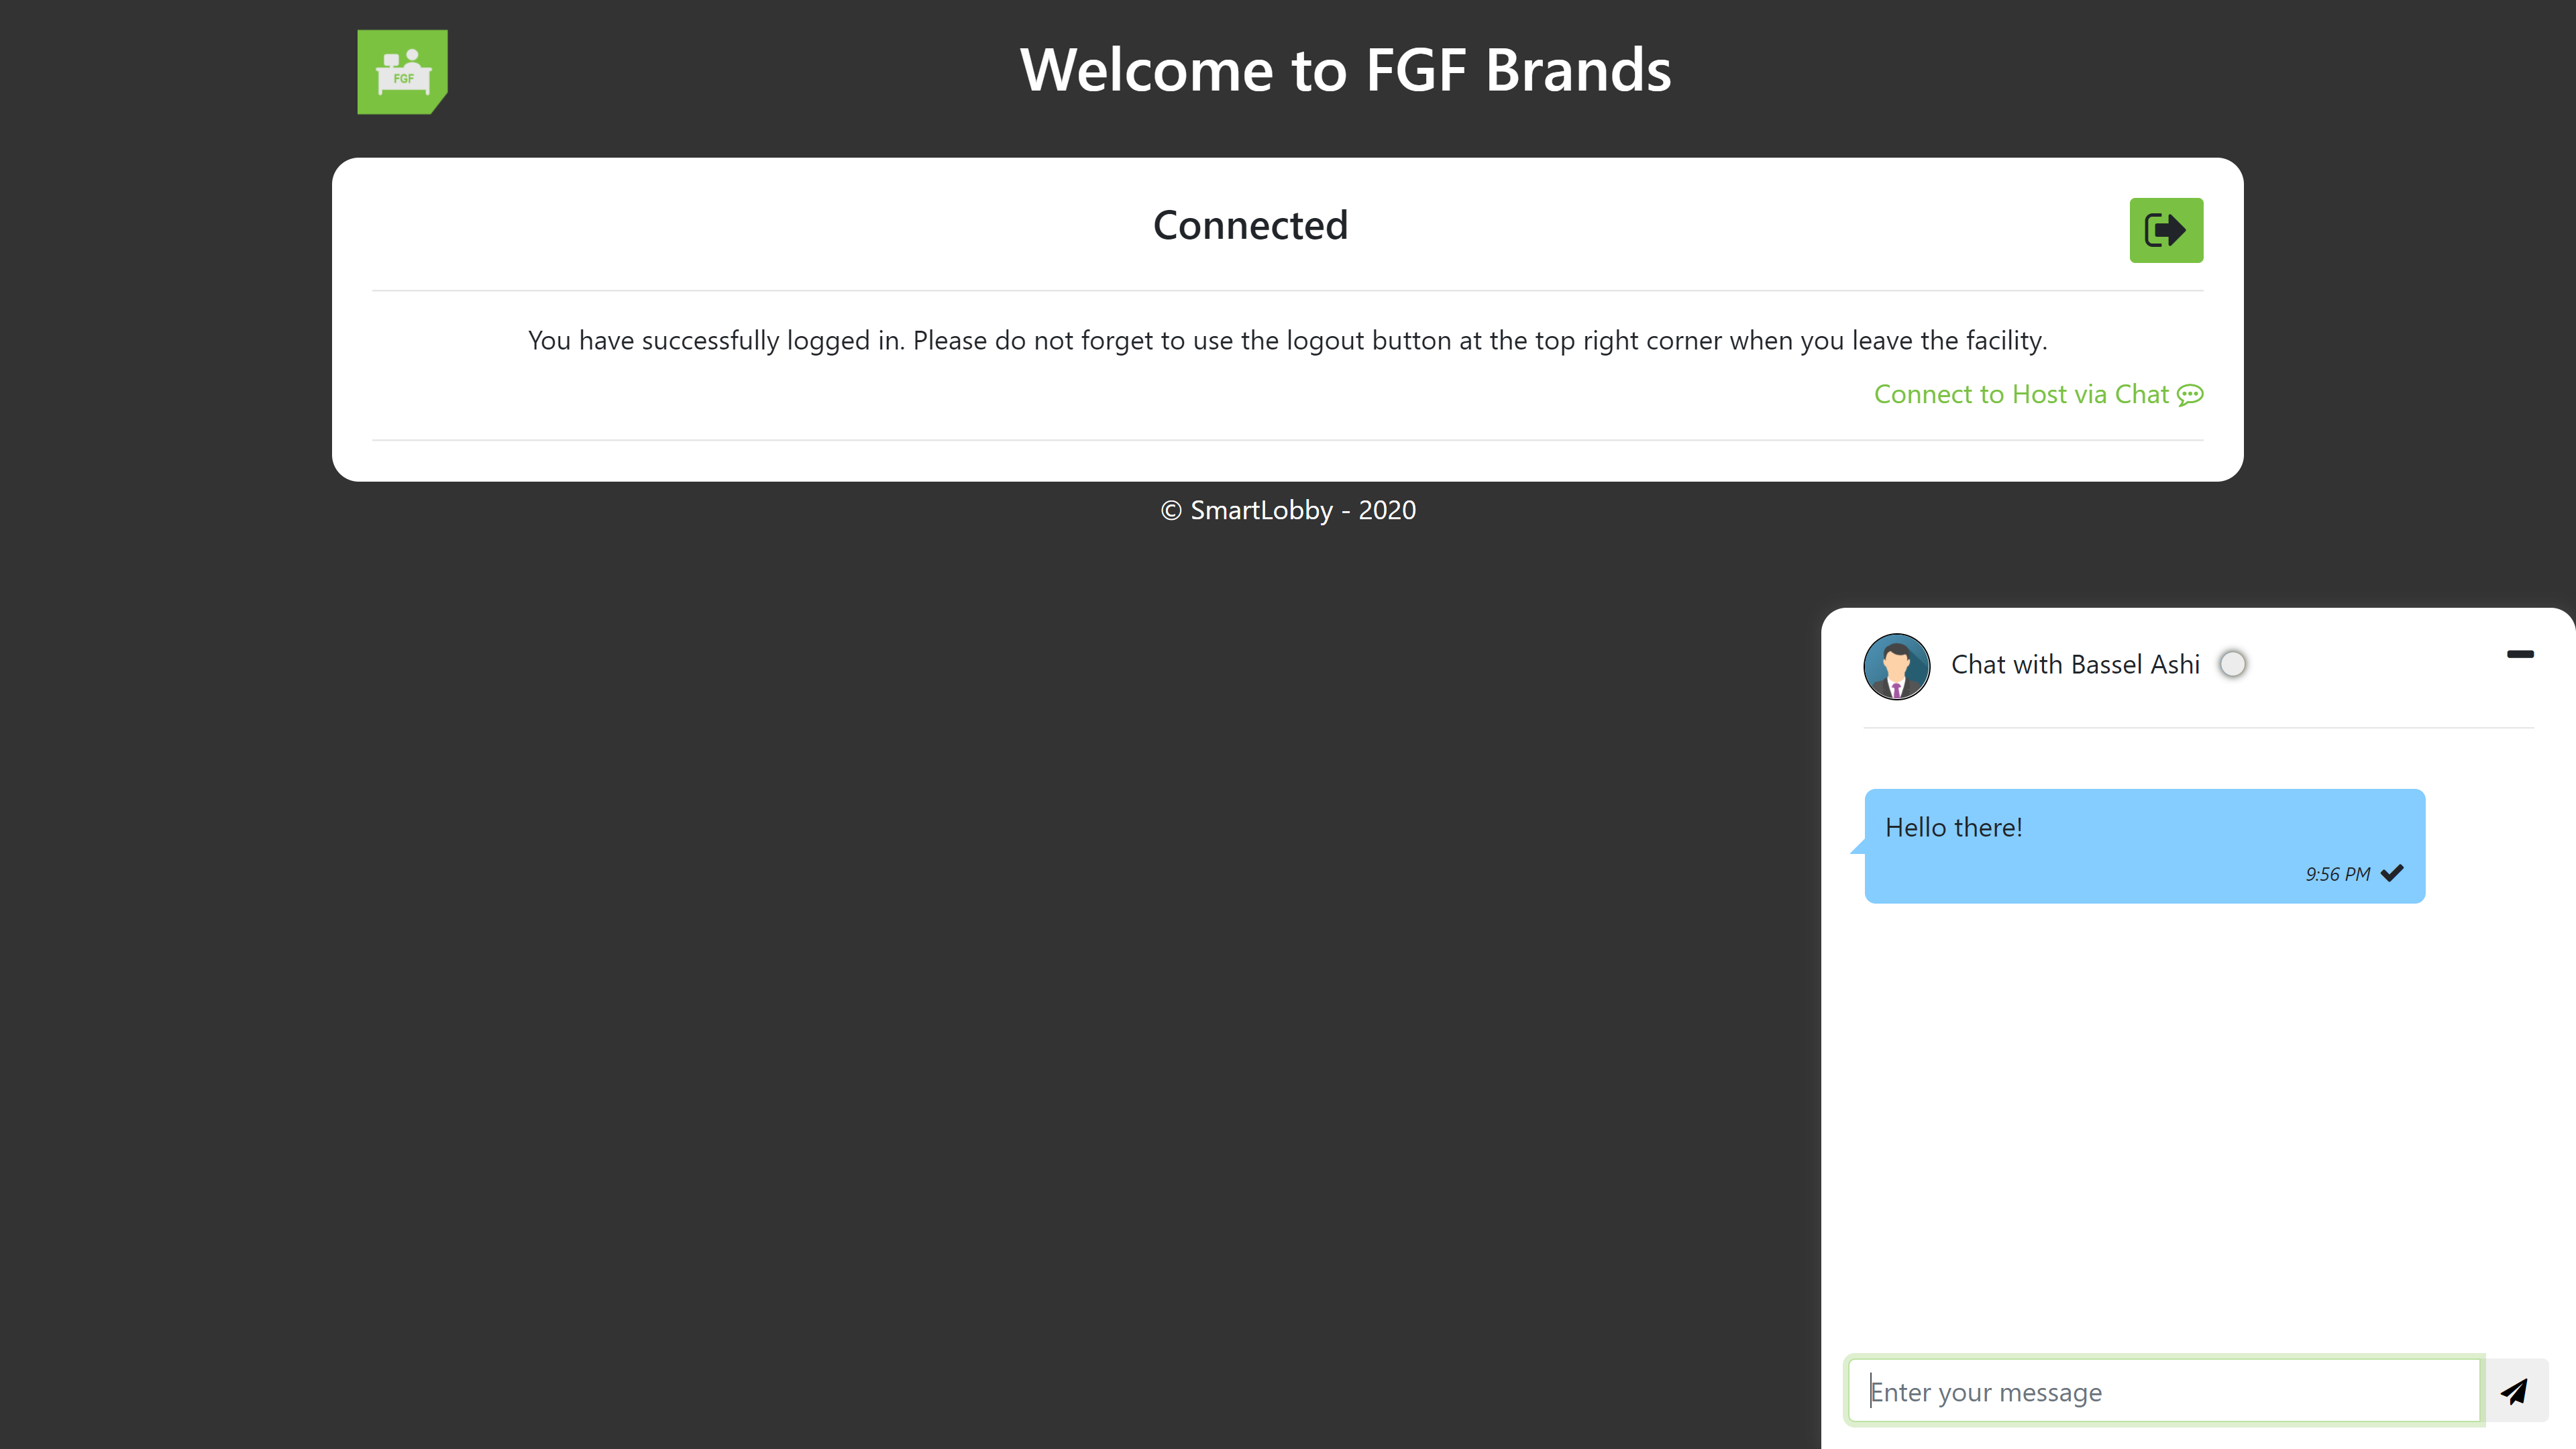 FGF
Welcome to FGF Brands
Connected
You have successfully logged in. Please do not forget to use the logout button at the top right corner when you leave the facility.
Connect to Host via Chat
© SmartLobby - 2020
Chat with Bassel Ashi
Hello there!
9:56 PM
Enter your message